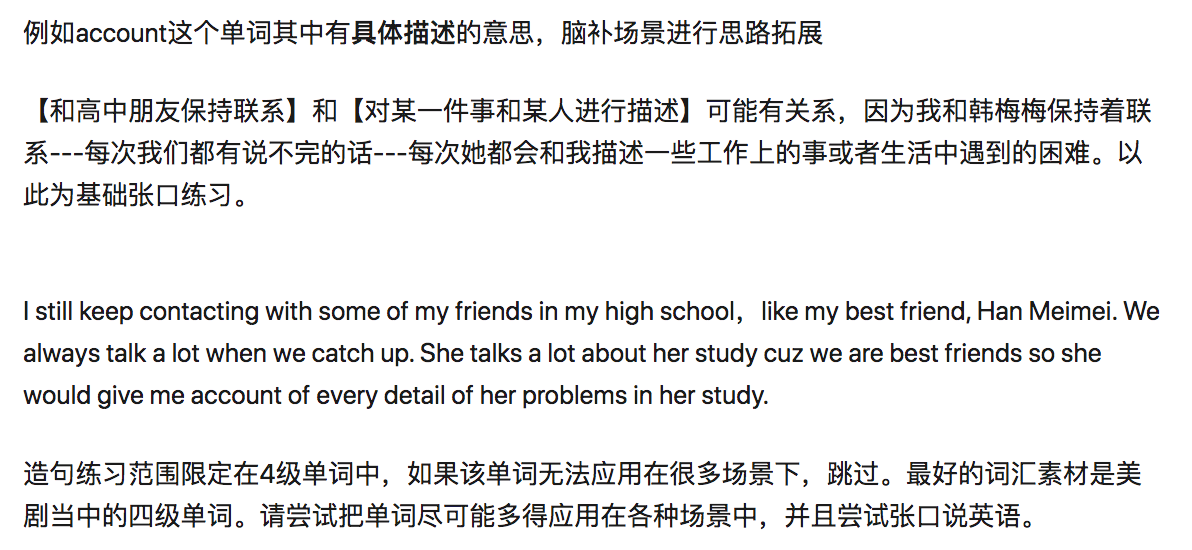 例如account这个单词其中有具体描述的意思，脑补场景进行思路拓展
【和高中朋友保持联系】和【对某一件事和某人进行描述】可能有关系，因为我和韩梅梅保持着联
系---每次我们都有说不完的话---每次她都会和我描述一些工作上的事或者生活中遇到的困难。以
此为基础张口练习。
I still keep contacting with some of my friends in my high school，like my best friend, Han Meimei. We
always talk a lot when we catch up. She talks a lot about her study cuz we are best friends so she
would give me account of every detail of her problems in her study.
造句练习范围限定在4级单词中，如果该单词无法应用在很多场景下，跳过。最好的词汇素材是美
剧当中的四级单词。请尝试把单词尽可能多得应用在各种场景中，并且尝试张口说英语。